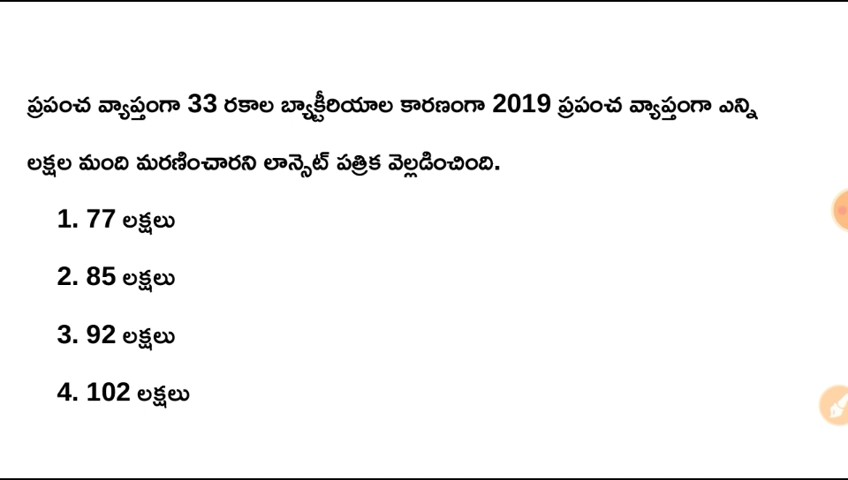 ప్రపంచ వ్యాప్తంగా 33 రకాల బ్యాక్టీరియాల కారణంగా 2019 ప్రపంచ వ్యాప్తంగా ఎన్ని
లక్షల మంది మరణించారని లాన్సెట్ పత్రిక వెల్లడించింది.
1. 77 లక్షలు
2. 85 లక్షలు
3. 92 లక్షలు
4. 102 లక్షలు